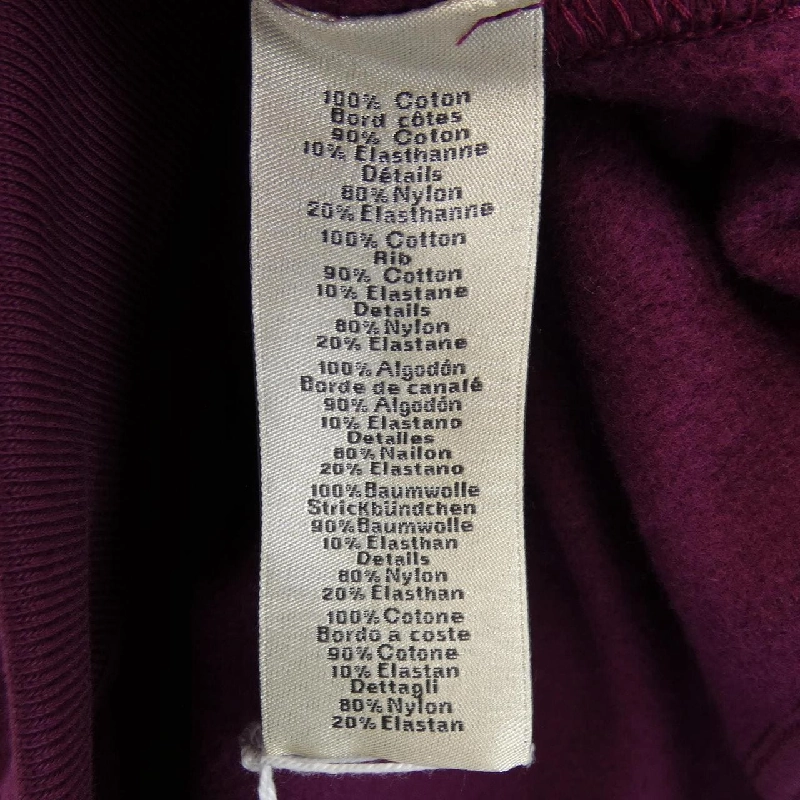 100% Coton
Bord côtes
90% Coton
10% Elasthanne
Détails
80% Nylon
20% Elasthanne
100% Cotton
Rib
90% Cotton
10% Elastane
Details
80% Nylon
20% Elastane
100% Algodón
Borde de canalé
90% Algodón
10% Elastano
Detalles
80% Nailon
20% Elastano
100% Baumwolle
Strickbündchen
90% Baumwolle
10% Elasthan
Details
80% Nylon
20% Elasthan
100% Cotone
Bordo a coste
90% Cotone
10% Elastan
Dettagli
80% Nylon
20% Elastan